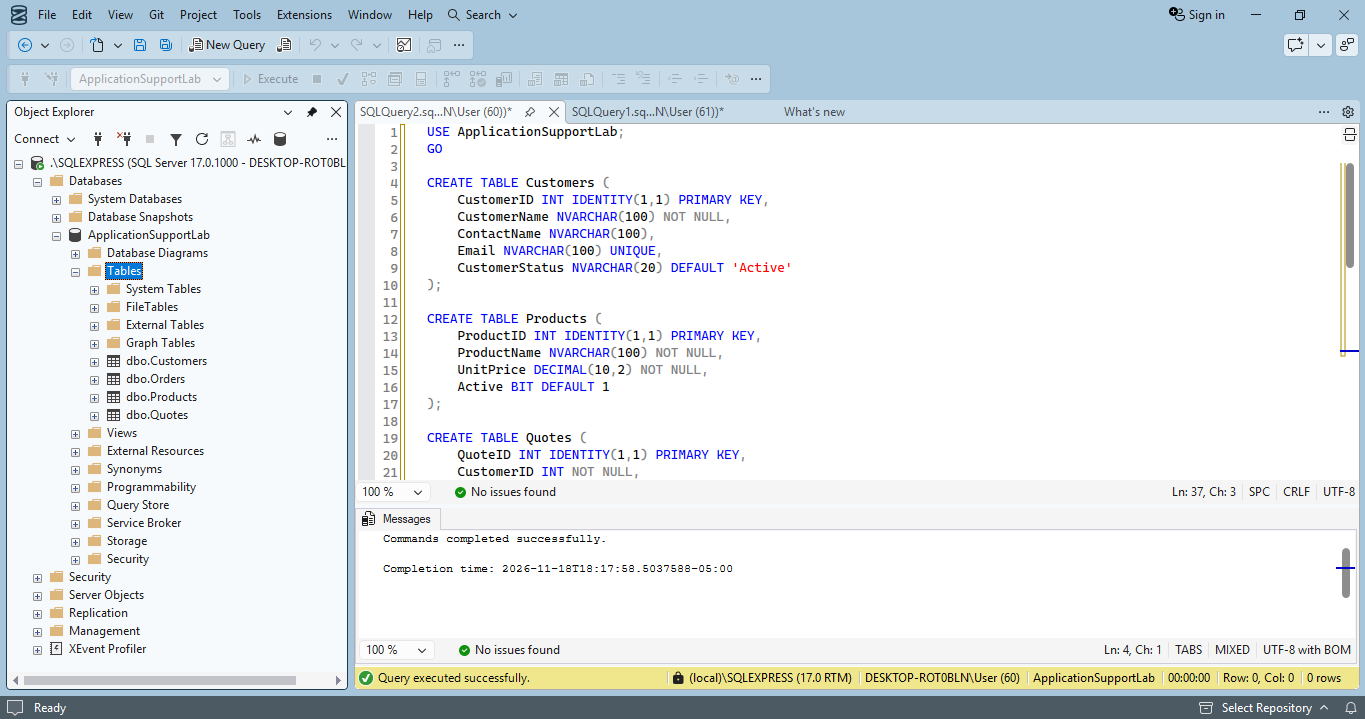 File Edit View Git Project Tools Extensions Window Help Search Sign in
New Query
ApplicationSupportLab Execute
Object Explorer
Connect
.\SQLEXPRESS (SQL Server 17.0.1000 - DESKTOP-ROT0BL
Databases
System Databases
Database Snapshots
ApplicationSupportLab
Database Diagrams
Tables
System Tables
FileTables
External Tables
Graph Tables
dbo.Customers
dbo.Orders
dbo.Products
dbo.Quotes
Views
External Resources
Synonyms
Programmability
Query Store
Service Broker
Storage
Security
Security
Server Objects
Replication
Management
XEvent Profiler
SQLQuery2.sq...N\User (60))* SQLQuery1.sq...N\User (61))* What's new
1 USE ApplicationSupportLab;
2 GO
3
4 CREATE TABLE Customers (
5 CustomerID INT IDENTITY(1,1) PRIMARY KEY,
6 CustomerName NVARCHAR(100) NOT NULL,
7 ContactName NVARCHAR(100),
8 Email NVARCHAR(100) UNIQUE,
9 CustomerStatus NVARCHAR(20) DEFAULT 'Active'
10 );
11
12 CREATE TABLE Products (
13 ProductID INT IDENTITY(1,1) PRIMARY KEY,
14 ProductName NVARCHAR(100) NOT NULL,
15 UnitPrice DECIMAL(10,2) NOT NULL,
16 Active BIT DEFAULT 1
17 );
18
19 CREATE TABLE Quotes (
20 QuoteID INT IDENTITY(1,1) PRIMARY KEY,
21 CustomerID INT NOT NULL,
100 % No issues found Ln: 37, Ch: 3 SPC CRLF UTF-8
Messages
Commands completed successfully.
Completion time: 2026-11-18T18:17:58.5037588-05:00
100 % No issues found Ln: 4, Ch: 1 TABS MIXED UTF-8 with BOM
Query executed successfully. (local)\SQLEXPRESS (17.0 RTM) DESKTOP-ROT0BLN\User (60) ApplicationSupportLab 00:00:00 Row: 0, Col: 0 0 rows
Ready Select Repository